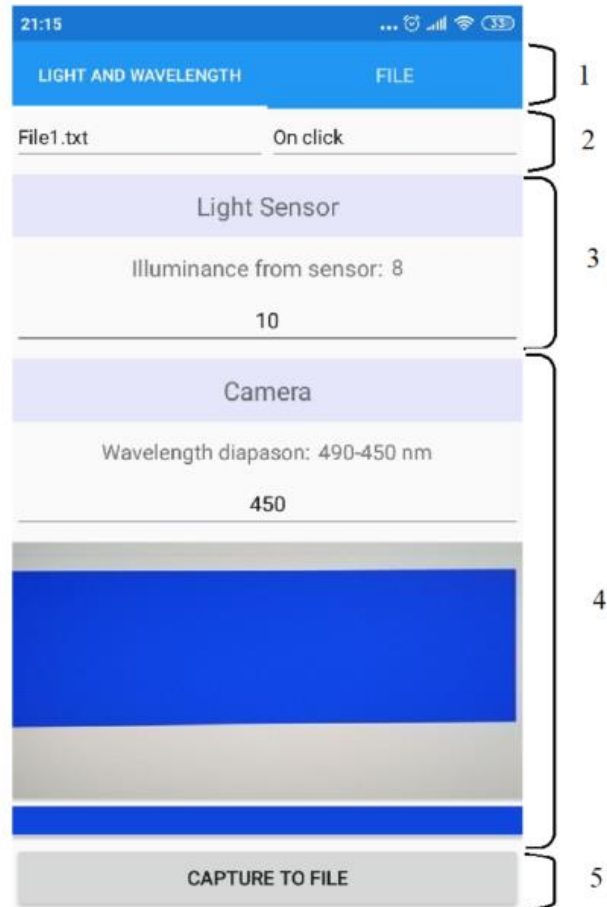 21:15 ... 33
LIGHT AND WAVELENGTH FILE
1
File1.txt On click
2
Light Sensor
Illuminance from sensor: 8
3
10
Camera
Wavelength diapason: 490-450 nm
450
4
CAPTURE TO FILE
5